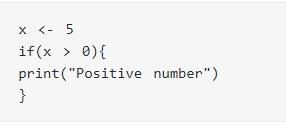 x <- 5
if(x > 0){
print("Positive number")
}